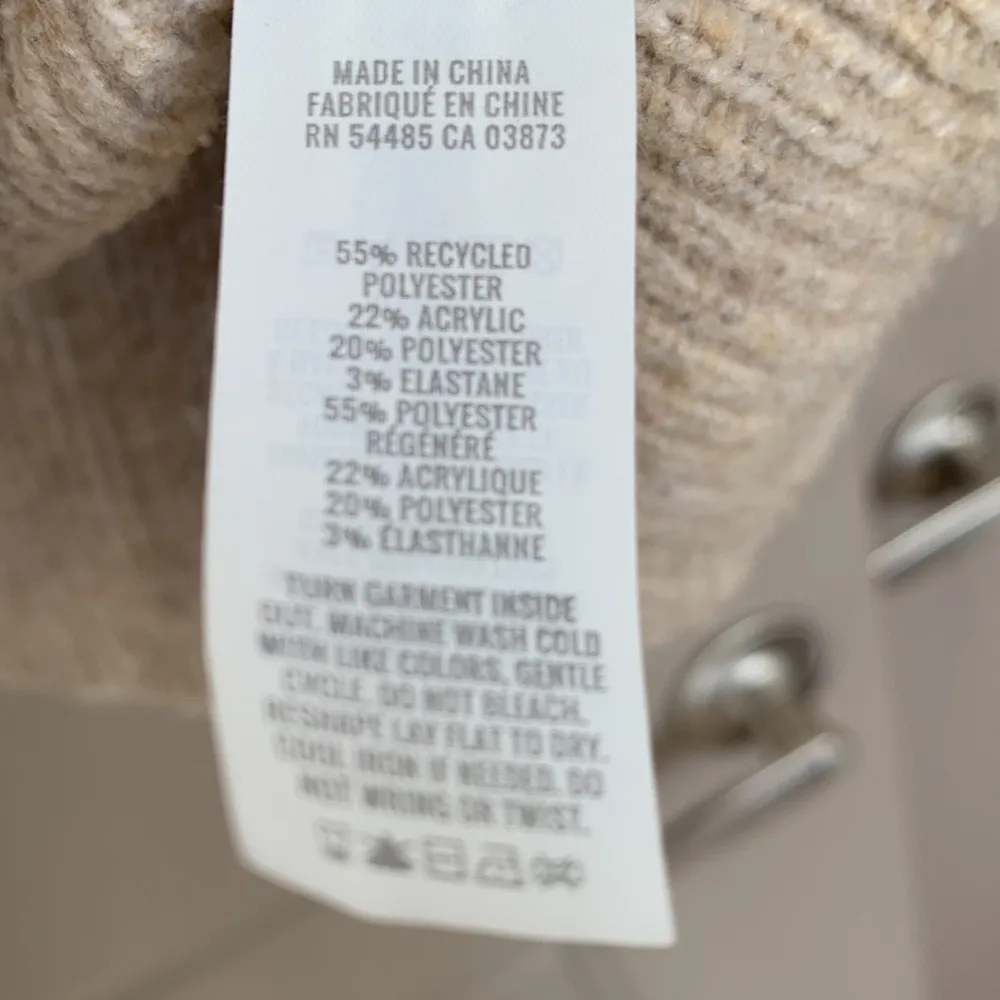 MADE IN CHINA
FABRIQUÉ EN CHINE
RN 54485 CA 03873
55% RECYCLED
POLYESTER
22% ACRYLIC
20% POLYESTER
3% ELASTANE
55% POLYESTER
RÉGÉNÉRÉ
22% ACRYLIQUE
20% POLYESTER
3% ÉLASTHANNE
TURN GARMENT INSIDE
OUT. MACHINE WASH COLD
WITH LIKE COLORS, GENTLE
CYCLE. DO NOT BLEACH.
RESHAPE LAY FLAT TO DRY.
COOL IRON IF NEEDED. DO
NOT WRING OR TWIST.